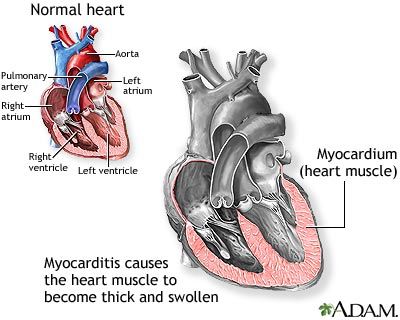 Normal heart
Aorta
Pulmonary
artery
Left
atrium
Right
atrium
Right
ventricle
Left ventricle
Myocardium
(heart muscle)
Myocarditis causes
the heart muscle to
become thick and swollen
A.D.A.M.